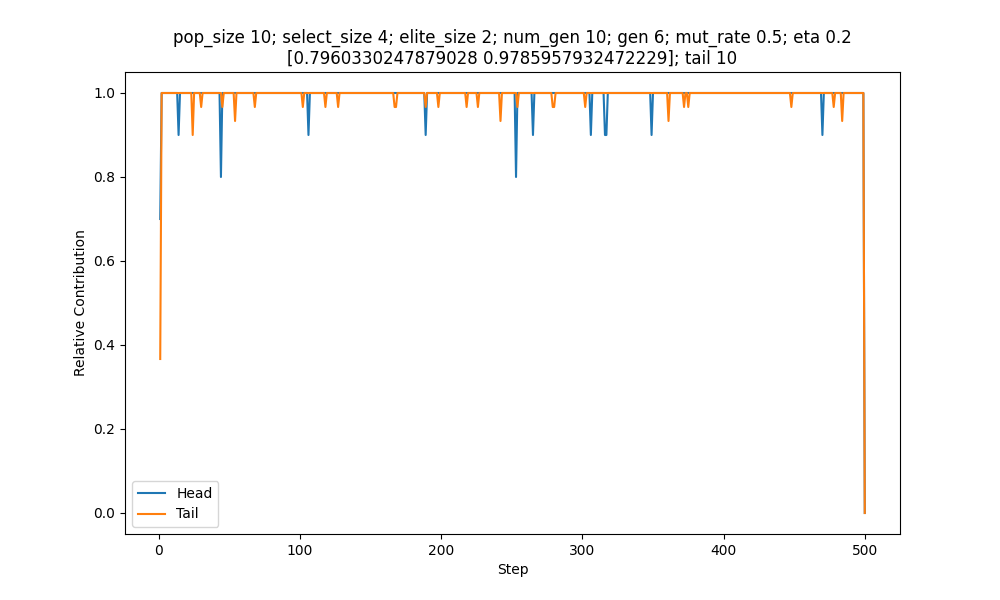 pop_size 10; select_size 4; elite_size 2; num_gen 10; gen 6; mut_rate 0.5; eta 0.2
[0.7960330247879028 0.9785957932472229]; tail 10
Relative Contribution
1.0
0.8
0.6
0.4
0.2
0.0
Head
Tail
0
100
200
300
400
500
Step